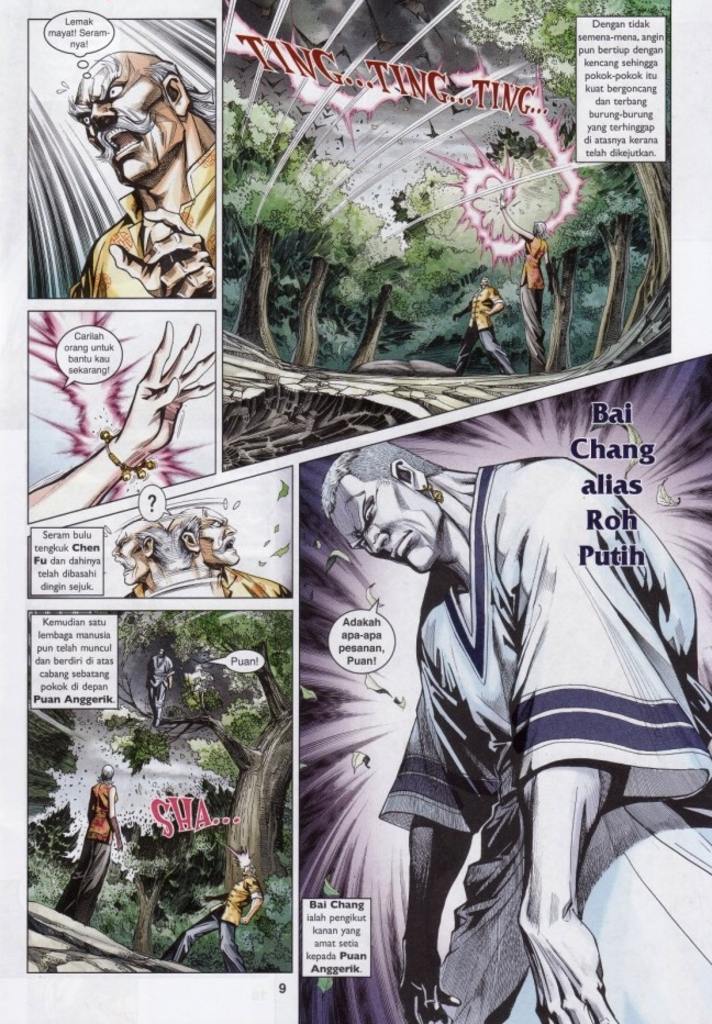 Lemak
mayat! Seram-
nya!
TING...TING...TING...
Dengan tidak
semena-mena, angin
pun bertiup dengan
kencang sehingga
pokok-pokok itu
kuat bergoncang
dan terbang
burung-burung
yang terhinggap
di atasnya kerana
telah dikejutkan.
Carilah
orang untuk
bantu kau
sekarang!
?
Seram bulu
tengkuk Chen
Fu dan dahinya
telah dibasahi
dingin sejuk.
Kemudian satu
lembaga manusia
pun telah muncul
dan berdiri di atas
cabang sebatang
pokok di depan
Puan Anggerik.
Puan!
SHA...
Bai
Chang
alias
Roh
Putih
Adakah
apa-apa
pesanan,
Puan!
Bai Chang
ialah pengikut
kanan yang
amat setia
kepada Puan
Anggerik.
9